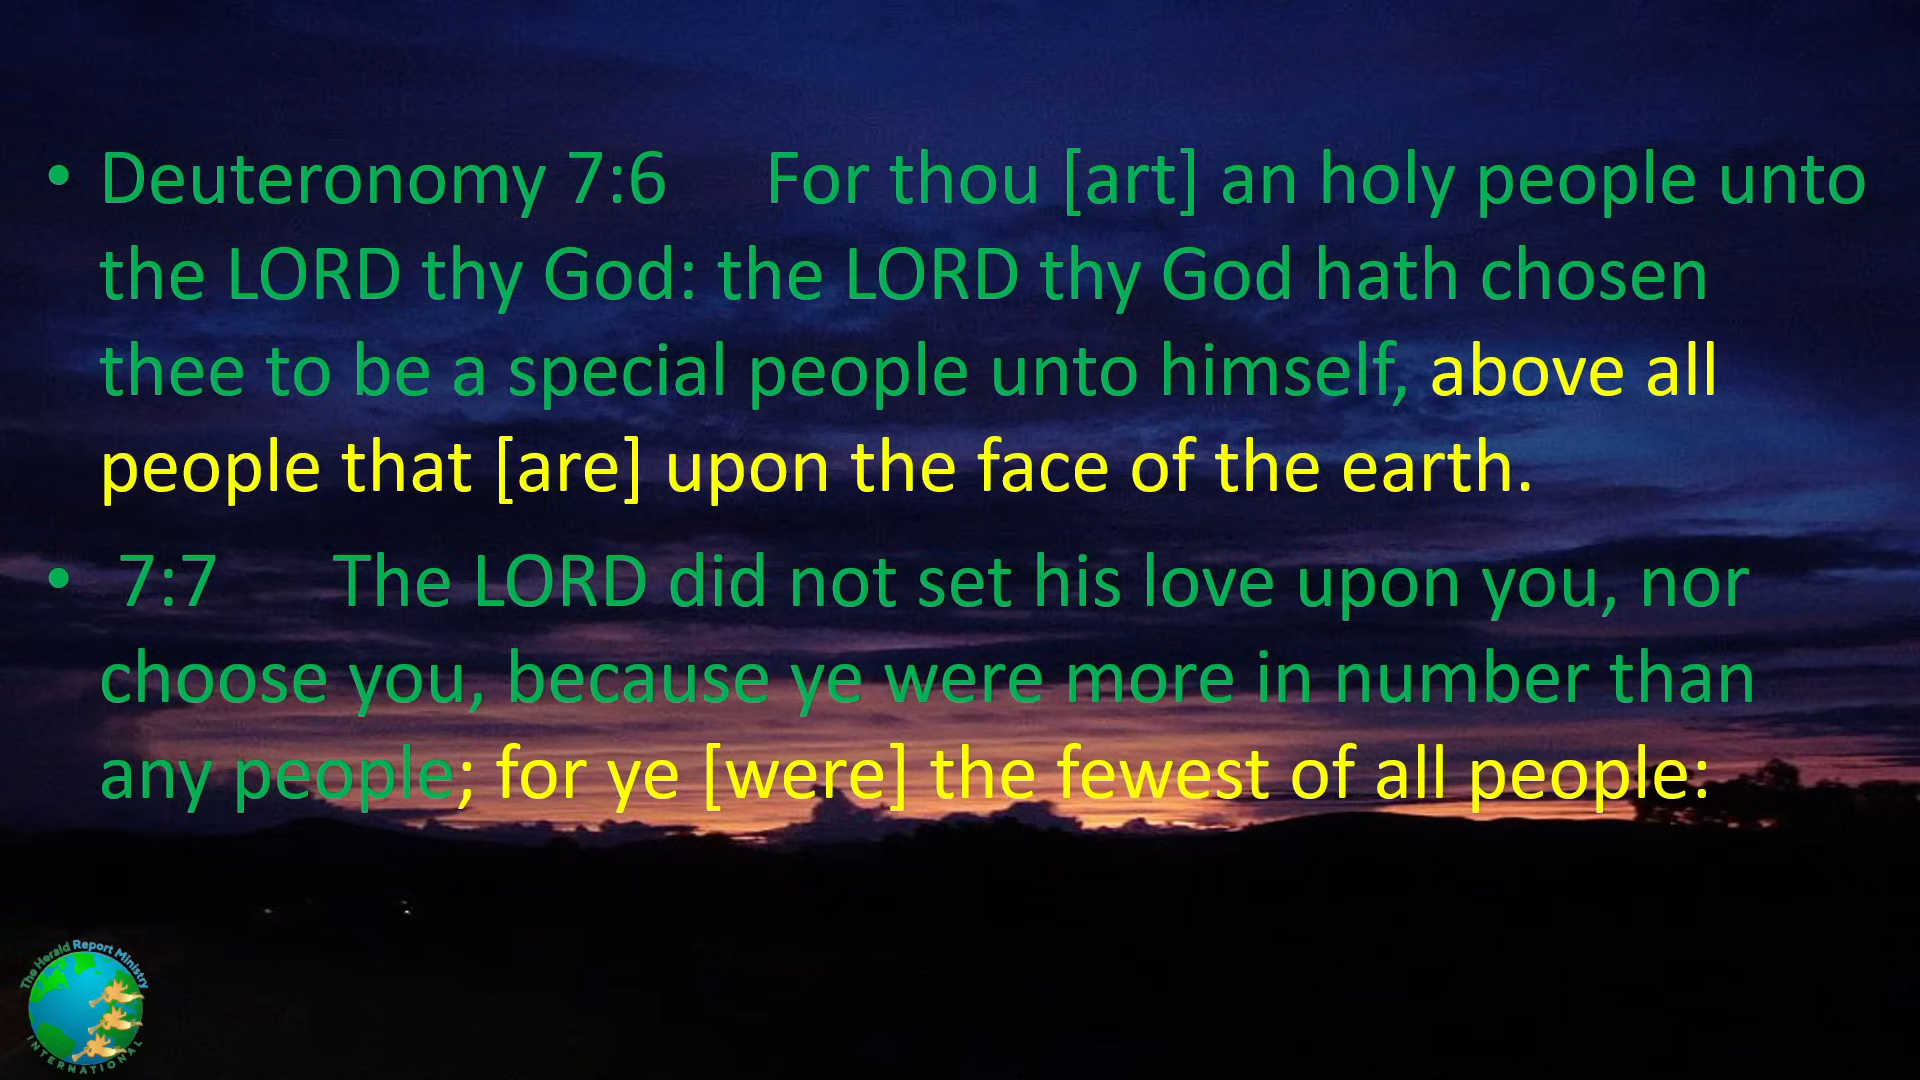 • Deuteronomy 7:6 For thou [art] an holy people unto
the LORD thy God: the LORD thy God hath chosen
thee to be a special people unto himself, above all
people that [are] upon the face of the earth.
• 7:7 The LORD did not set his love upon you, nor
choose you, because ye were more in number than
any people; for ye [were] the fewest of all people:
The Herald Report Ministry
INTERNATIONAL